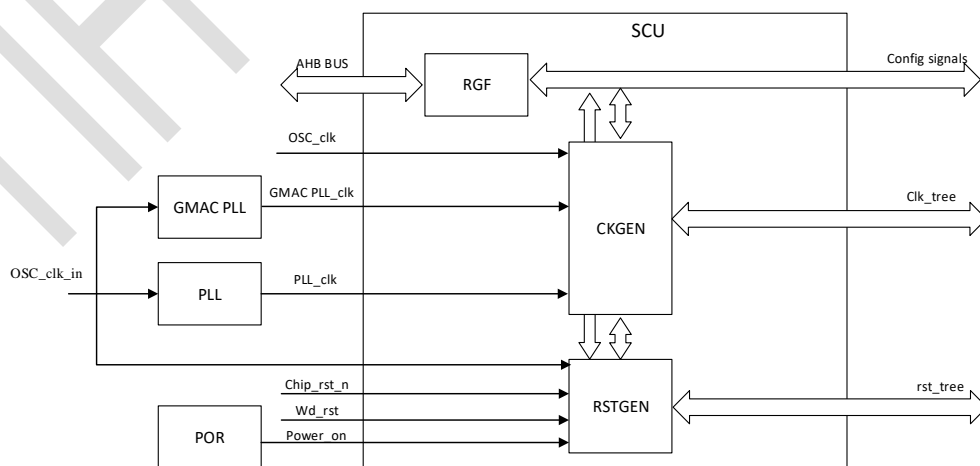 SCU
AHB BUS
RGF
Config signals
OSC_clk
GMAC PLL
GMAC PLL_clk
CKGEN
Clk_tree
OSC_clk_in
PLL
PLL_clk
Chip_rst_n
RSTGEN
rst_tree
Wd_rst
POR
Power_on